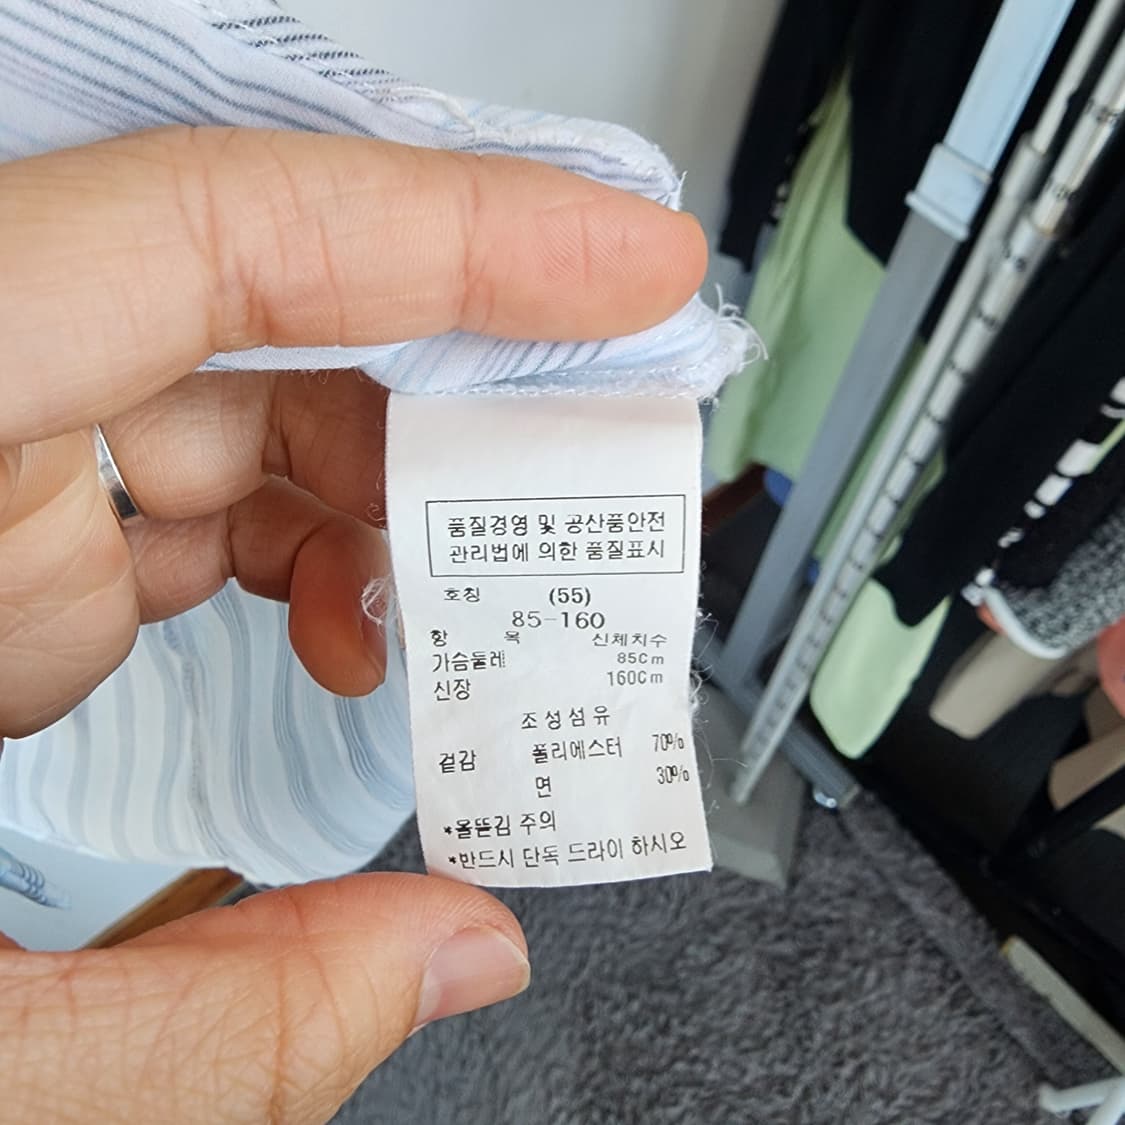 품질경영 및 공산품안전
관리법에 의한 품질표시
호칭 (55)
85-160
항 목 신체치수
가슴둘레 85Cm
신장 160Cm
조성섬유
겉감 폴리에스터 70%
면 30%
*올뜯김 주의
*반드시 단독 드라이 하시오